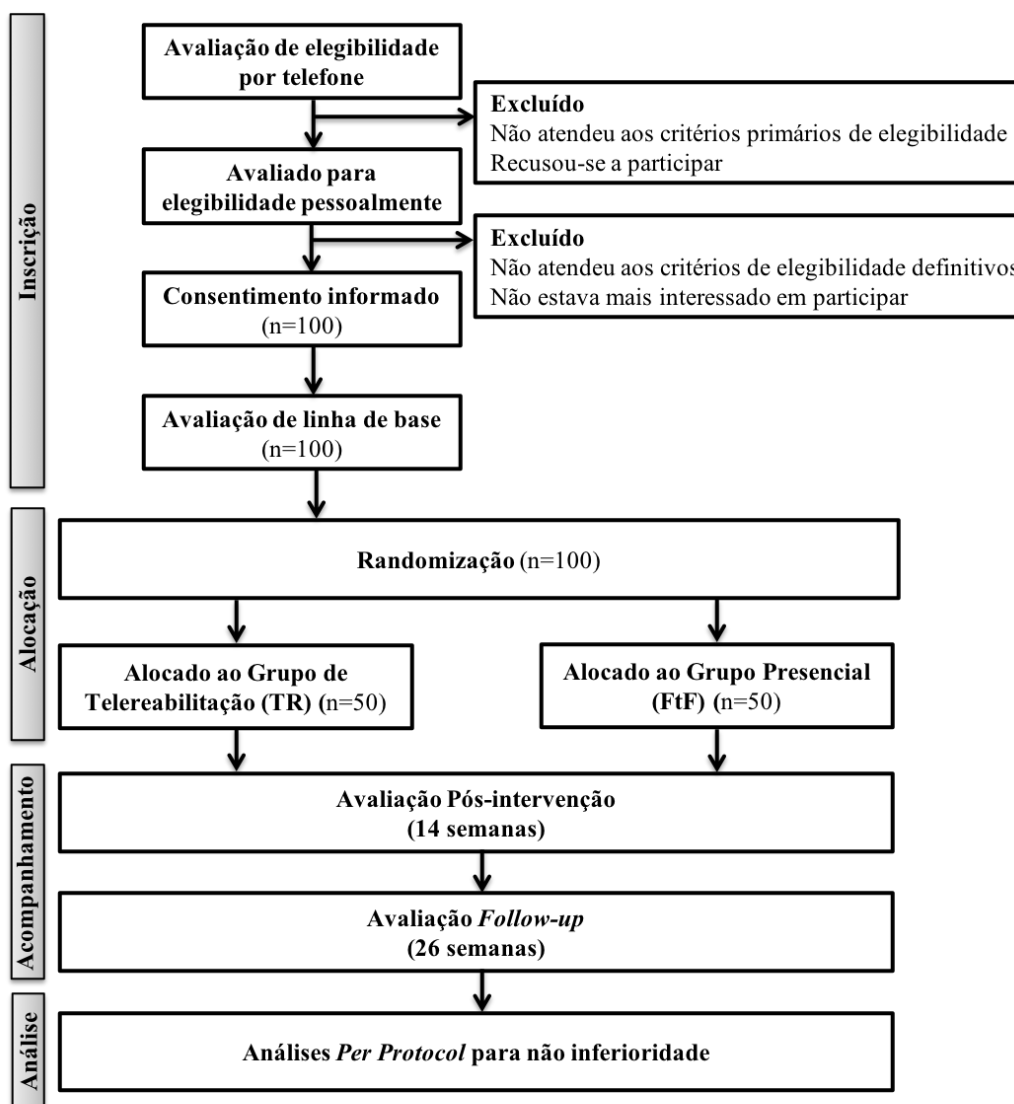 Inscrição
Avaliação de elegibilidade
por telefone
Excluído
Não atendeu aos critérios primários de elegibilidade
Recusou-se a participar
Avaliado para
elegibilidade pessoalmente
Excluído
Não atendeu aos critérios de elegibilidade definitivos
Não estava mais interessado em participar
Consentimento informado
(n=100)
Avaliação de linha de base
(n=100)
Alocação
Randomização (n=100)
Alocado ao Grupo de
Telereabilitação (TR) (n=50)
Alocado ao Grupo Presencial
(FtF) (n=50)
Acompanhamento
Avaliação Pós-intervenção
(14 semanas)
Avaliação Follow-up
(26 semanas)
Análise
Análises Per Protocol para não inferioridade